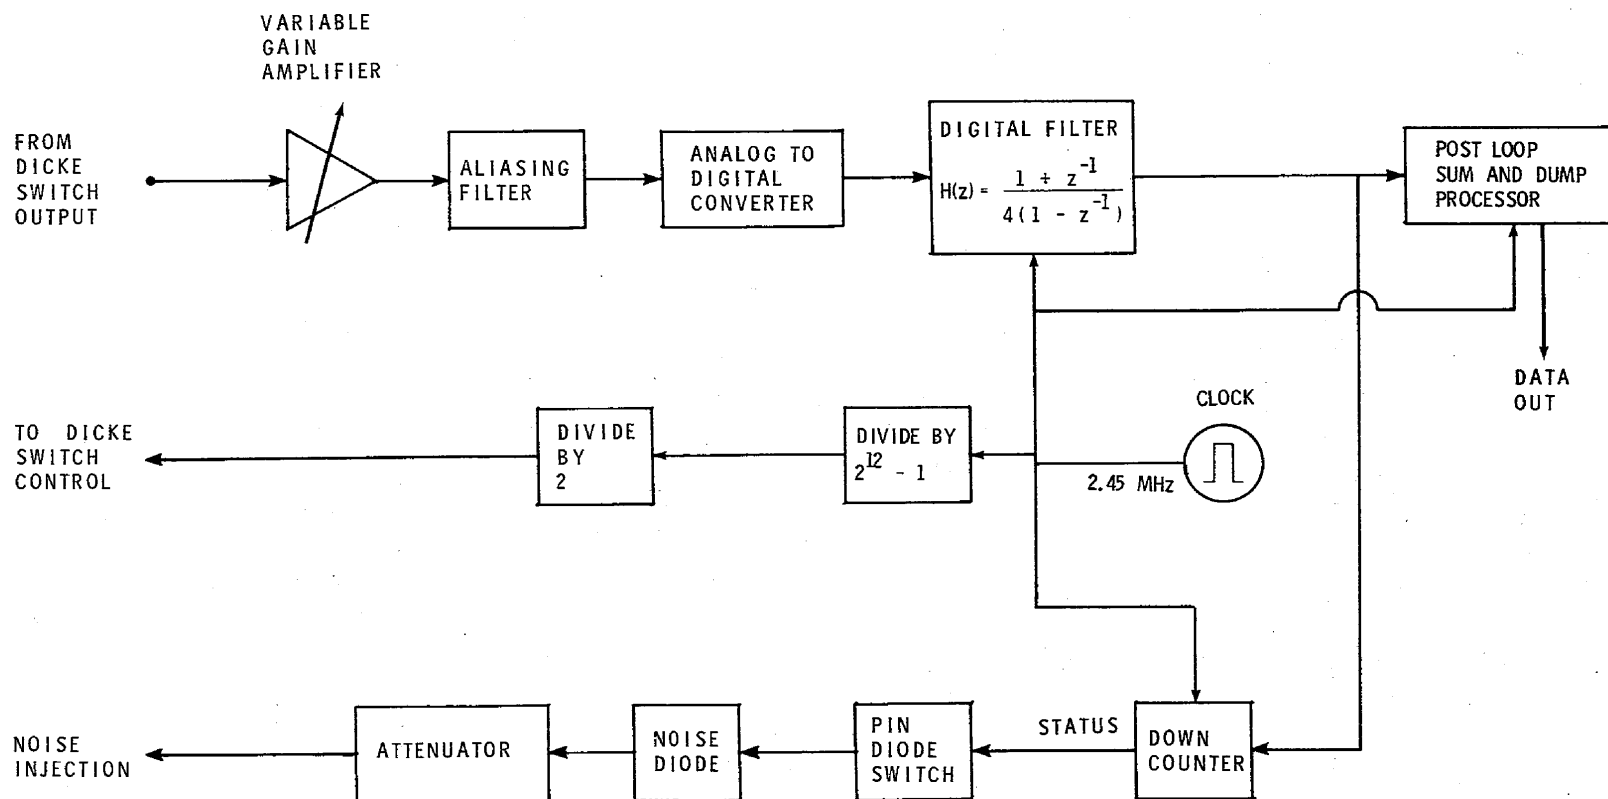 VARIABLE
GAIN
AMPLIFIER
FROM
DICKE
SWITCH
OUTPUT
ALIASING
FILTER
ANALOG TO
DIGITAL
CONVERTER
DIGITAL FILTER
H(z) = 1 + z^-1 / 4(1 - z^-1)
POST LOOP
SUM AND DUMP
PROCESSOR
DATA
OUT
TO DICKE
SWITCH
CONTROL
DIVIDE
BY
2
DIVIDE BY
2^12 - 1
CLOCK
2.45 MHz
NOISE
INJECTION
ATTENUATOR
NOISE
DIODE
PIN
DIODE
SWITCH
STATUS
DOWN
COUNTER